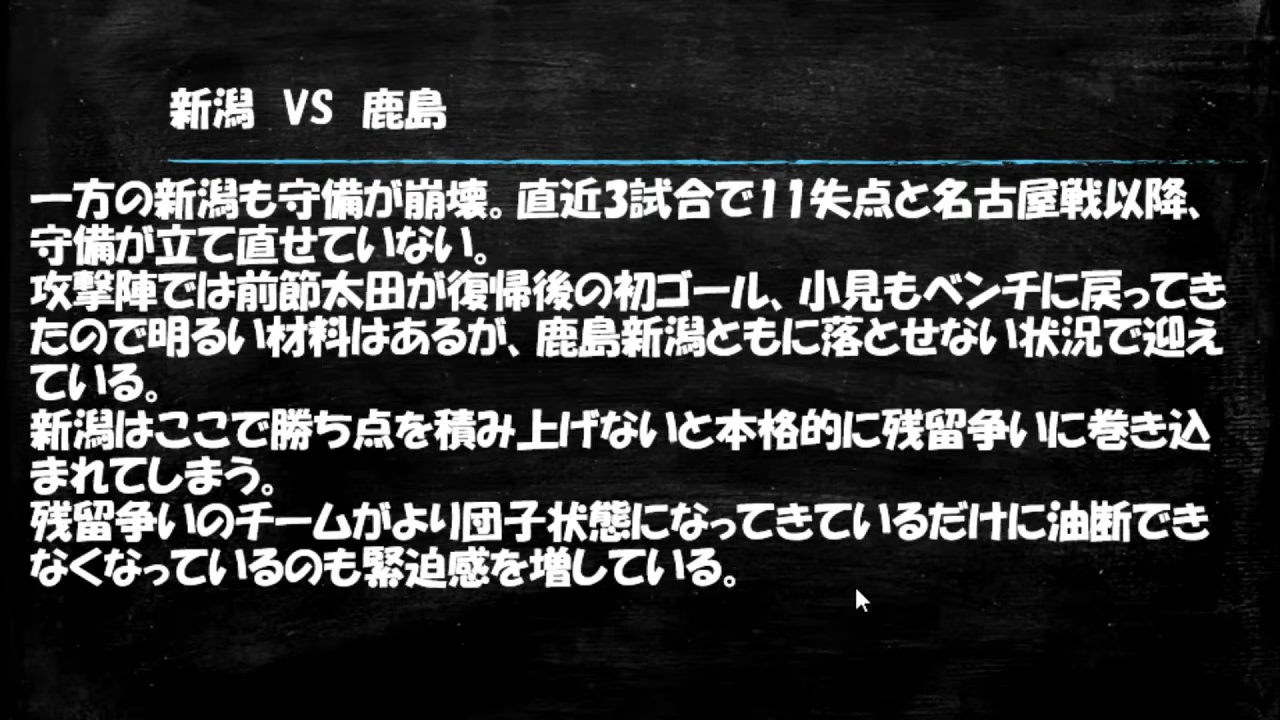 新潟 VS 鹿島
一方の新潟も守備が崩壊。直近3試合で11失点と名古屋戦以降、
守備が立て直せていない。
攻撃陣では前節太田が復帰後の初ゴール、小見もベンチに戻ってき
たので明るい材料はあるが、鹿島新潟ともに落とせない状況で迎え
ている。
新潟はここで勝ち点を積み上げないと本格的に残留争いに巻き込
まれてしまう。
残留争いのチームがより団子状態になってきているだけに油断でき
なくなっているのも緊迫感を増している。